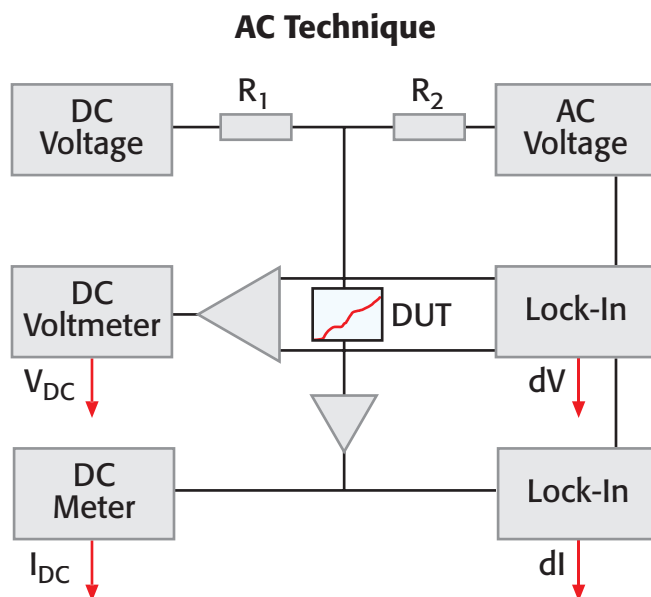 AC Technique
DC
Voltage
R1
R2
AC
Voltage
DC
Voltmeter
DUT
Lock-In
VDC
dV
DC
Meter
Lock-In
IDC
dI